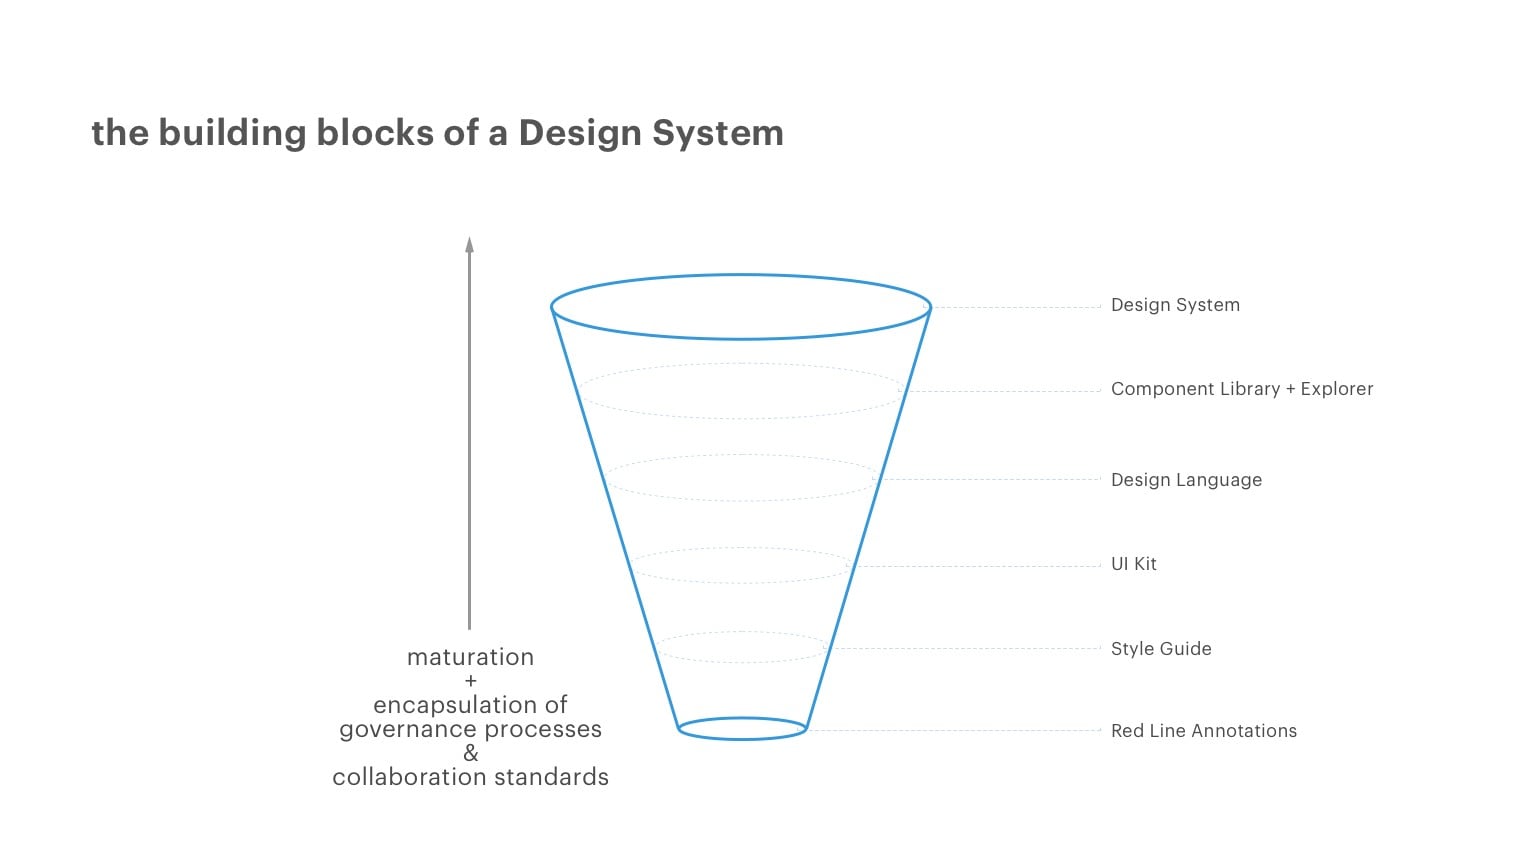 the building blocks of a Design System
Design System
Component Library + Explorer
Design Language
UI Kit
Style Guide
Red Line Annotations
maturation
+
encapsulation of
governance processes
&
collaboration standards